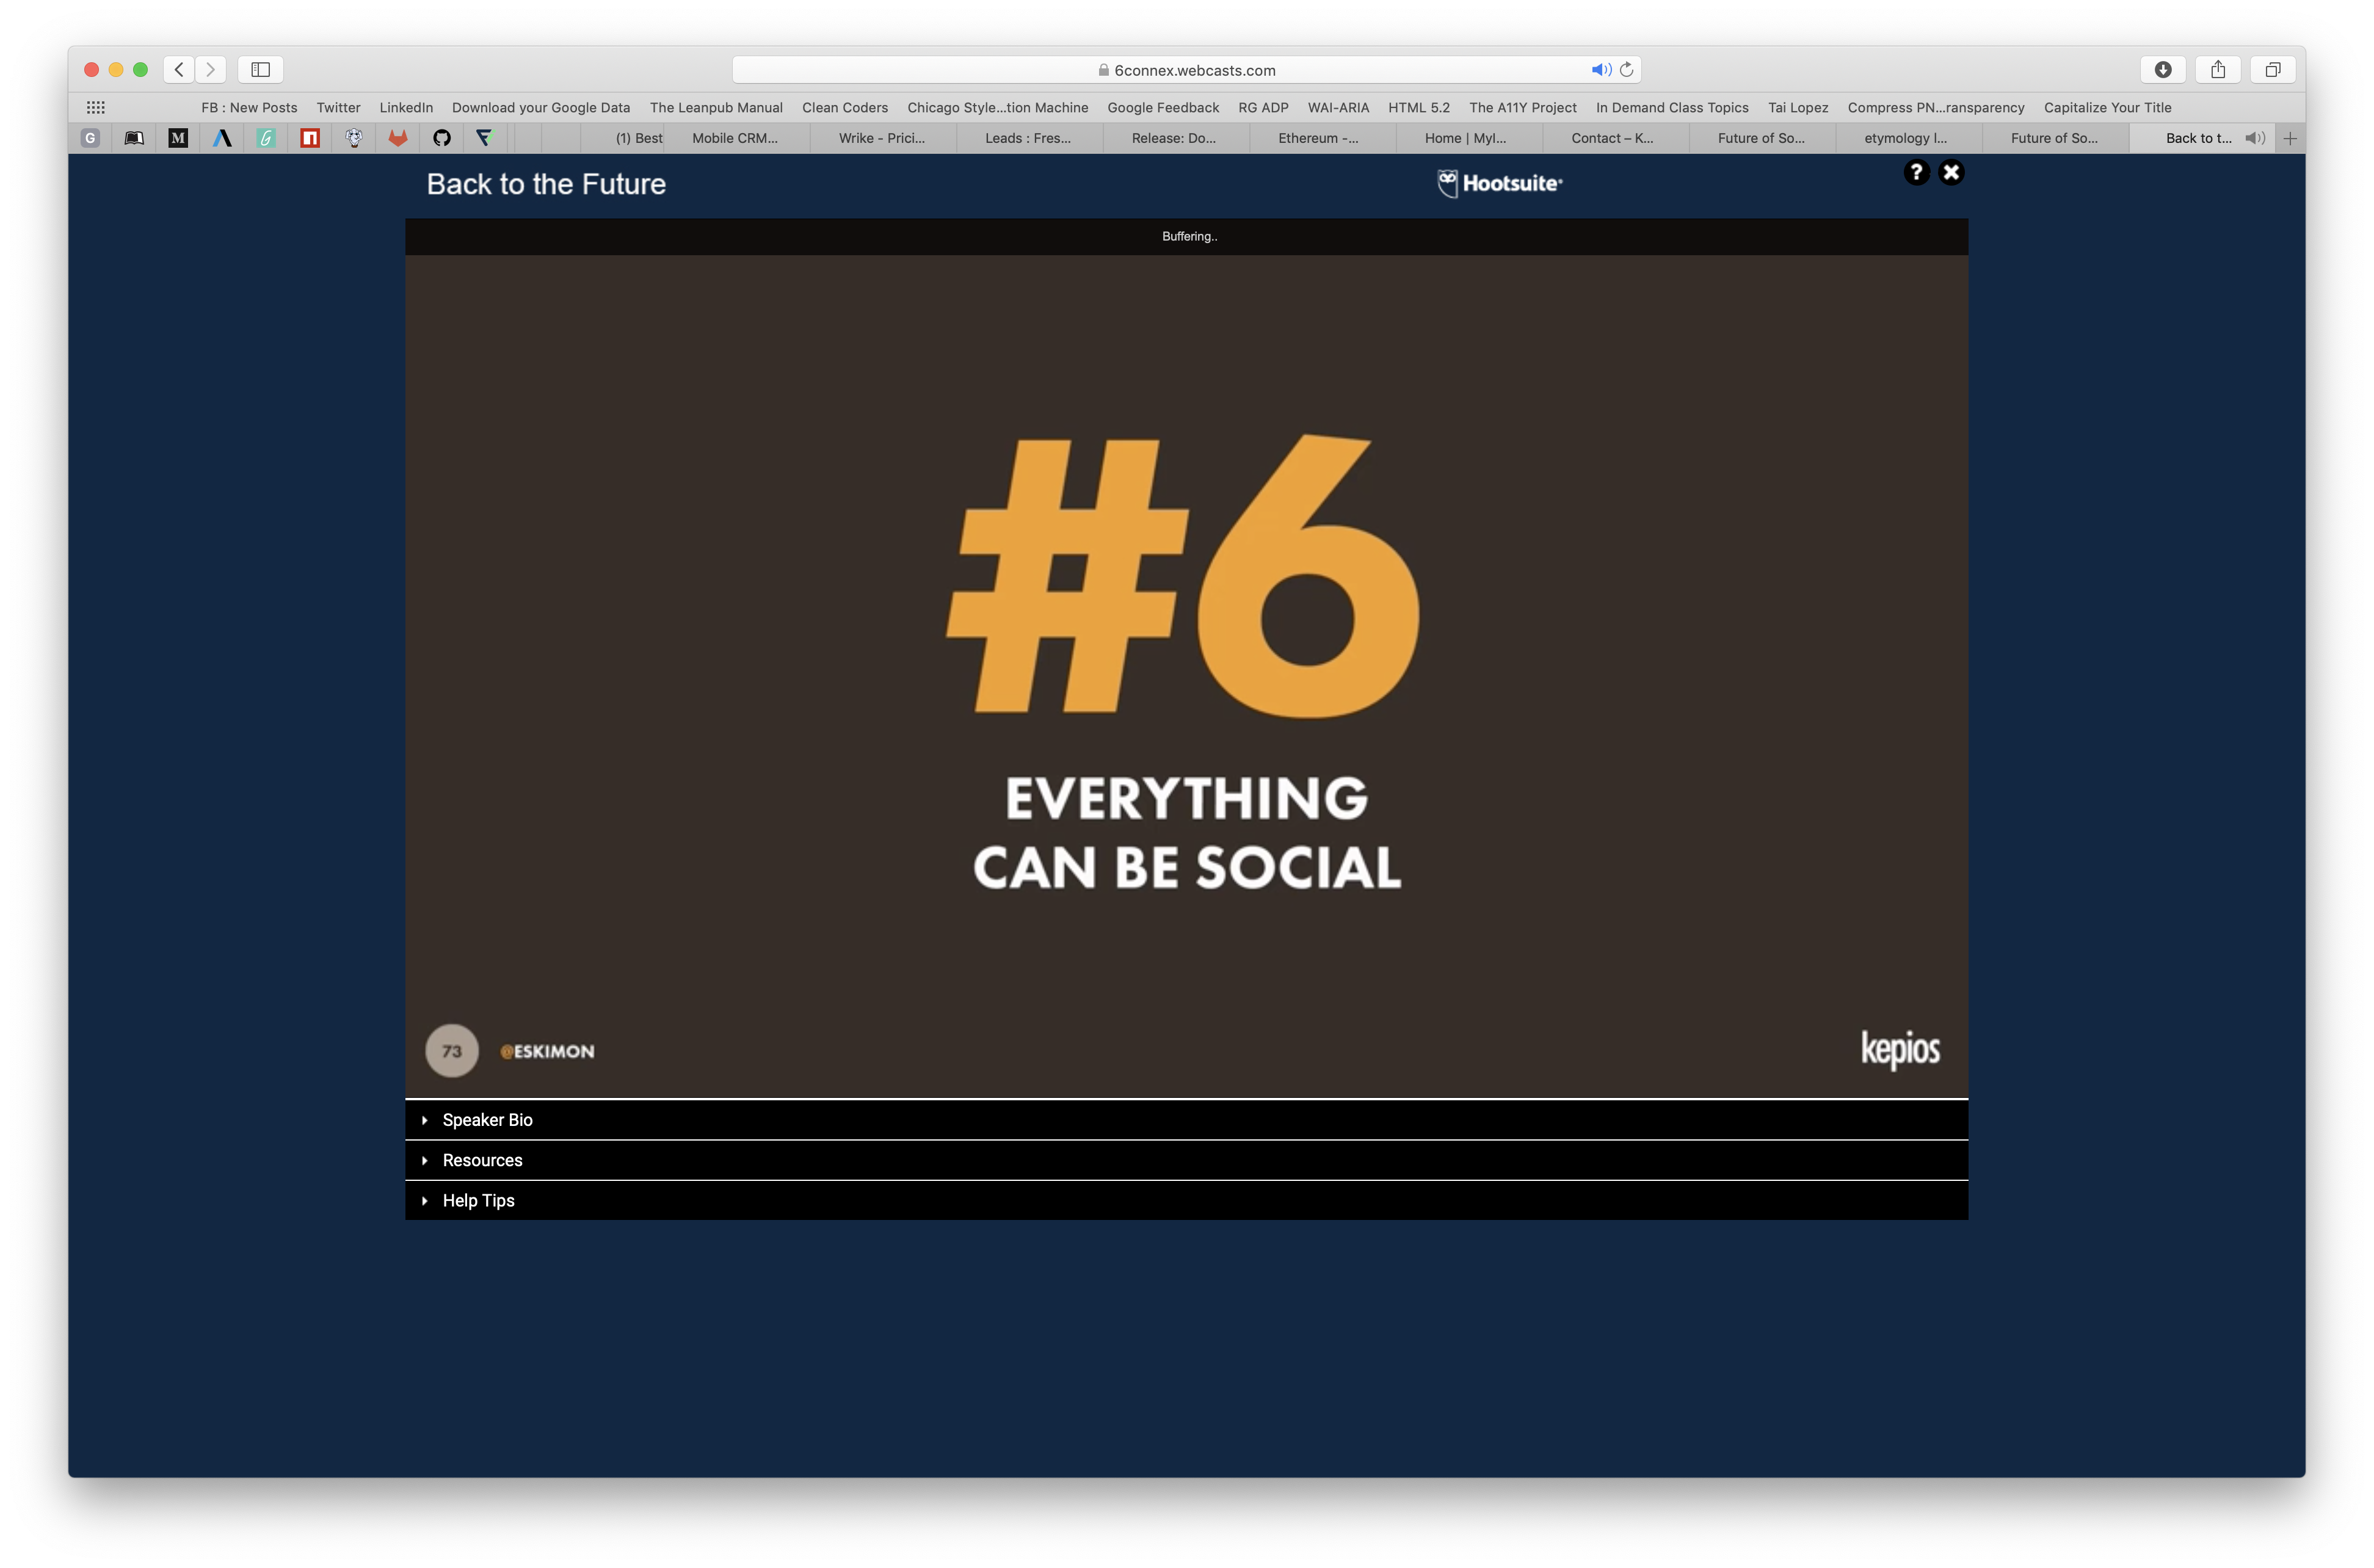 6connex.webcasts.com
FB : New Posts Twitter LinkedIn Download your Google Data The Leanpub Manual Clean Coders Chicago Style...tion Machine Google Feedback RG ADP WAI-ARIA HTML 5.2 The A11Y Project In Demand Class Topics Tai Lopez Compress PN...ransparency Capitalize Your Title
G M (1) Best Mobile CRM... Wrike - Prici... Leads : Fres... Release: Do... Ethereum -... Home | Myl... Contact – K... Future of So... etymology l... Future of So... Back to t...
Back to the Future
Hootsuite
Buffering..
#6
EVERYTHING
CAN BE SOCIAL
73 @ESKIMON
kepios
Speaker Bio
Resources
Help Tips